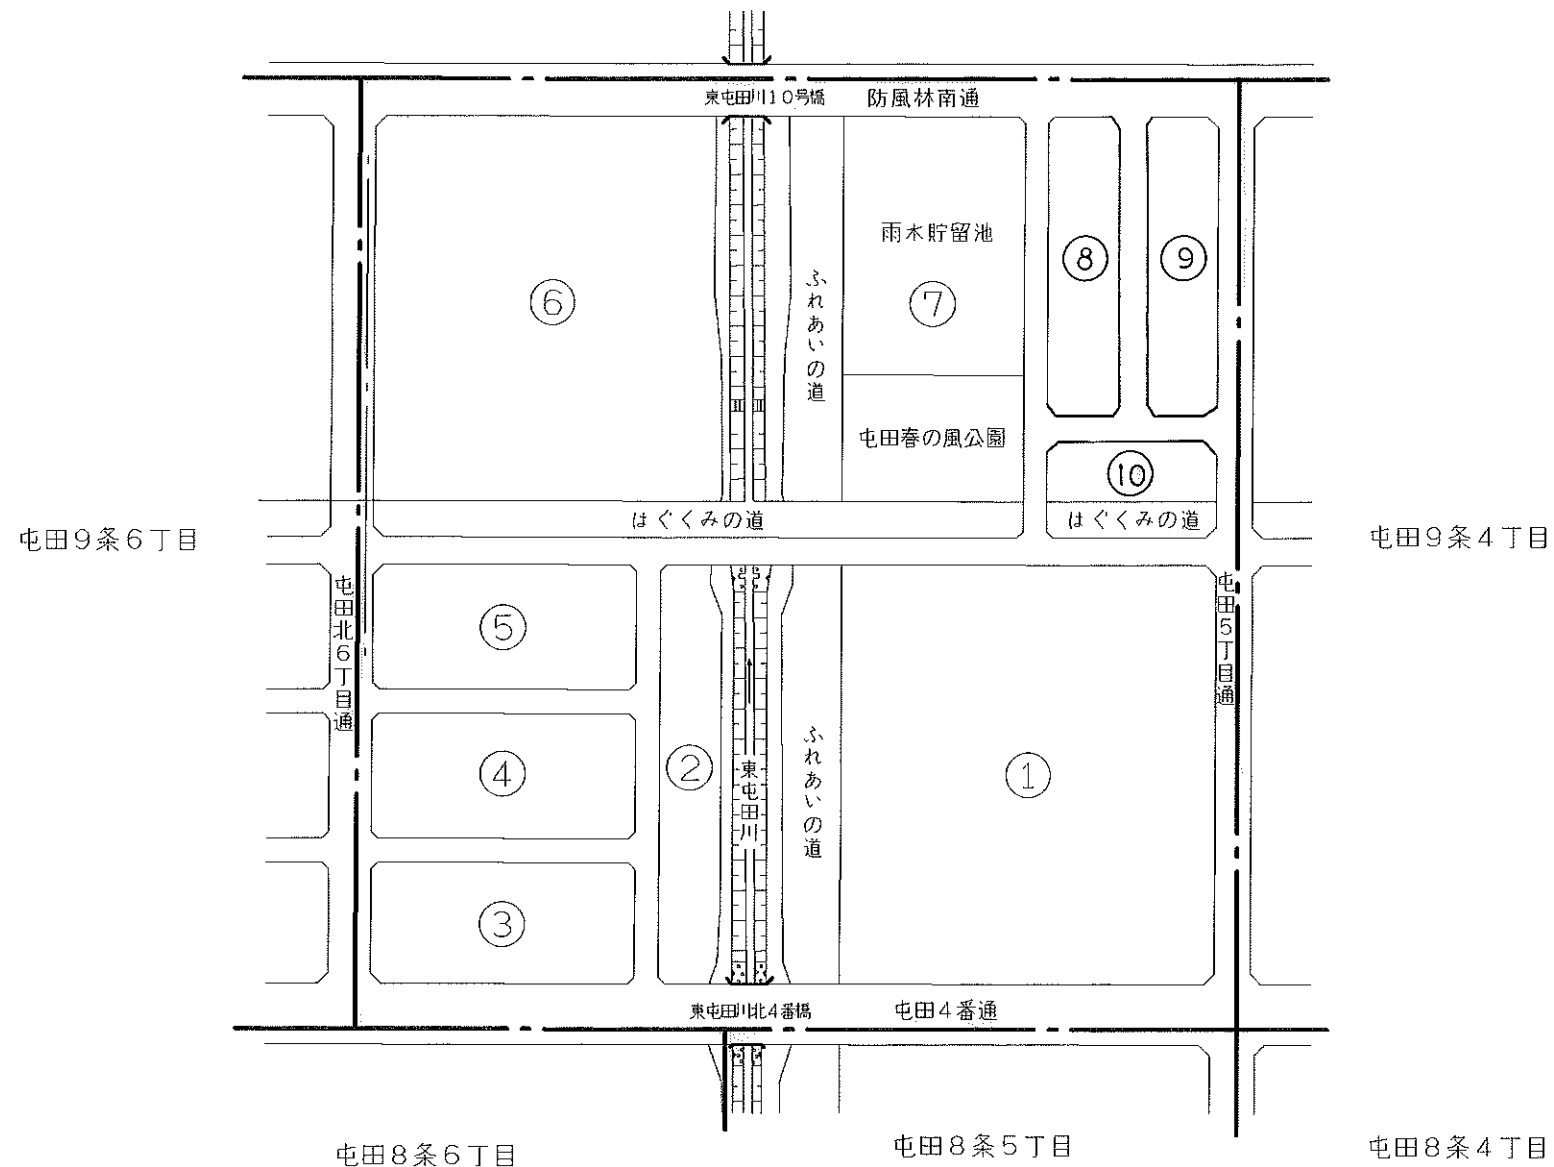 東屯田川10号橋
防風林南通
雨水貯留池
⑥
⑦
⑧
⑨
ふれあいの道
屯田春の風公園
⑩
はぐくみの道
はぐくみの道
屯田9条6丁目
屯田9条4丁目
屯田北6丁目通
屯田5丁目通
⑤
④
②
東屯田川
ふれあいの道
①
③
東屯田川北4番橋
屯田4番通
屯田8条6丁目
屯田8条5丁目
屯田8条4丁目